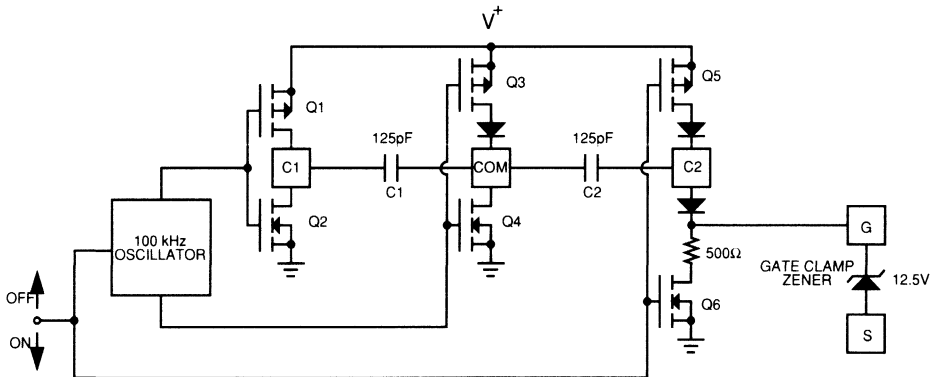 V+
Q1
Q3
Q5
125pF
125pF
C1
COM
C2
C1
C2
Q2
Q4
100 kHz
OSCILLATOR
500Ω
G
GATE CLAMP
ZENER
12.5V
OFF
ON
Q6
S